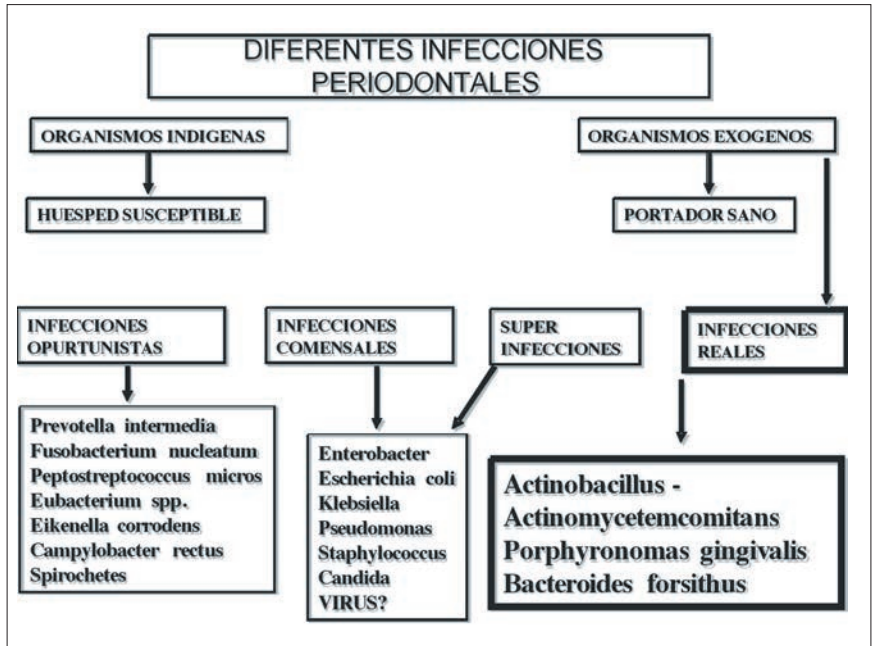 DIFERENTES INFECCIONES
PERIODONTALES
ORGANISMOS INDIGENAS
ORGANISMOS EXOGENOS
HUESPED SUSCEPTIBLE
PORTADOR SANO
INFECCIONES
OPURTUNISTAS
INFECCIONES
COMENSALES
SUPER
INFECCIONES
INFECCIONES
REALES
Prevotella intermedia
Fusobacterium nucleatum
Peptostreptococcus micros
Eubacterium spp.
Eikenella corrodens
Campylobacter rectus
Spirochetes
Enterobacter
Escherichia coli
Klebsiella
Pseudomonas
Staphylococcus
Candida
VIRUS?
Actinobacillus -
Actinomycetemcomitans
Porphyronomas gingivalis
Bacteroides forsithus